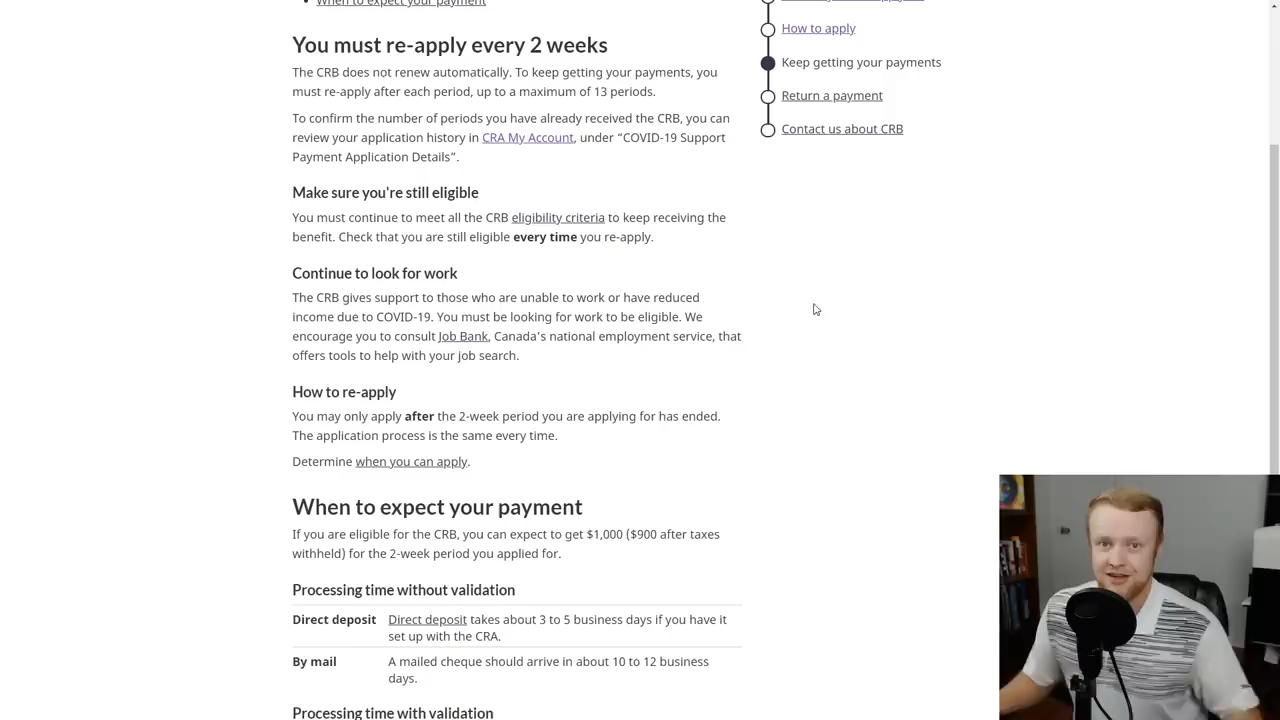 When to expect your payment
You must re-apply every 2 weeks
The CRB does not renew automatically. To keep getting your payments, you
must re-apply after each period, up to a maximum of 13 periods.
To confirm the number of periods you have already received the CRB, you can
review your application history in CRA My Account, under “COVID-19 Support
Payment Application Details”.
Make sure you're still eligible
You must continue to meet all the CRB eligibility criteria to keep receiving the
benefit. Check that you are still eligible every time you re-apply.
Continue to look for work
The CRB gives support to those who are unable to work or have reduced
income due to COVID-19. You must be looking for work to be eligible. We
encourage you to consult Job Bank, Canada's national employment service, that
offers tools to help with your job search.
How to re-apply
You may only apply after the 2-week period you are applying for has ended.
The application process is the same every time.
Determine when you can apply.
When to expect your payment
If you are eligible for the CRB, you can expect to get $1,000 ($900 after taxes
withheld) for the 2-week period you applied for.
Processing time without validation
Direct deposit Direct deposit takes about 3 to 5 business days if you have it
set up with the CRA.
By mail A mailed cheque should arrive in about 10 to 12 business
days.
Processing time with validation
How to apply
Keep getting your payments
Return a payment
Contact us about CRB